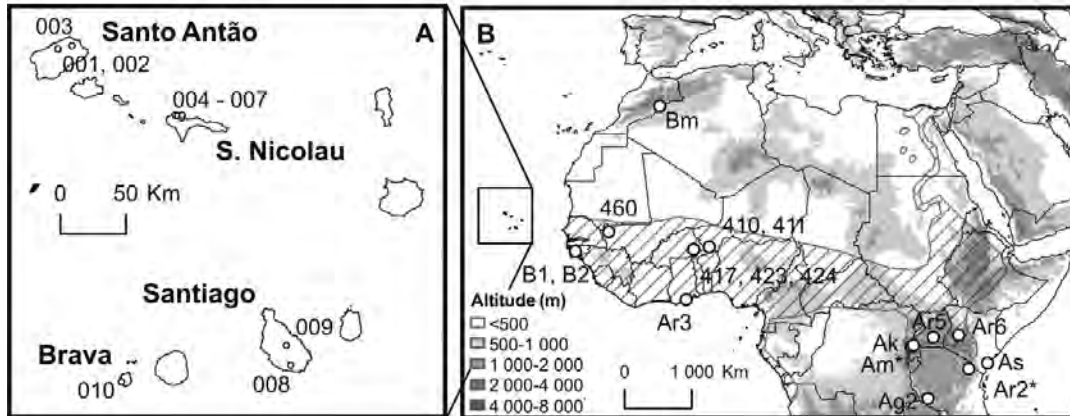 Santo Antão
A
003
001, 002
004 - 007
S. Nicolau
0 50 Km
Santiago
009
Brava
010
008
B
Bm
460
410, 411
B1, B2
417, 423, 424
Altitude (m)
<500
500-1 000
1 000-2 000
2 000-4 000
4 000-8 000
Ar3
0 1 000 Km
Ar5
Ar6
Ak
Am*
As
Ar2*
Ag2